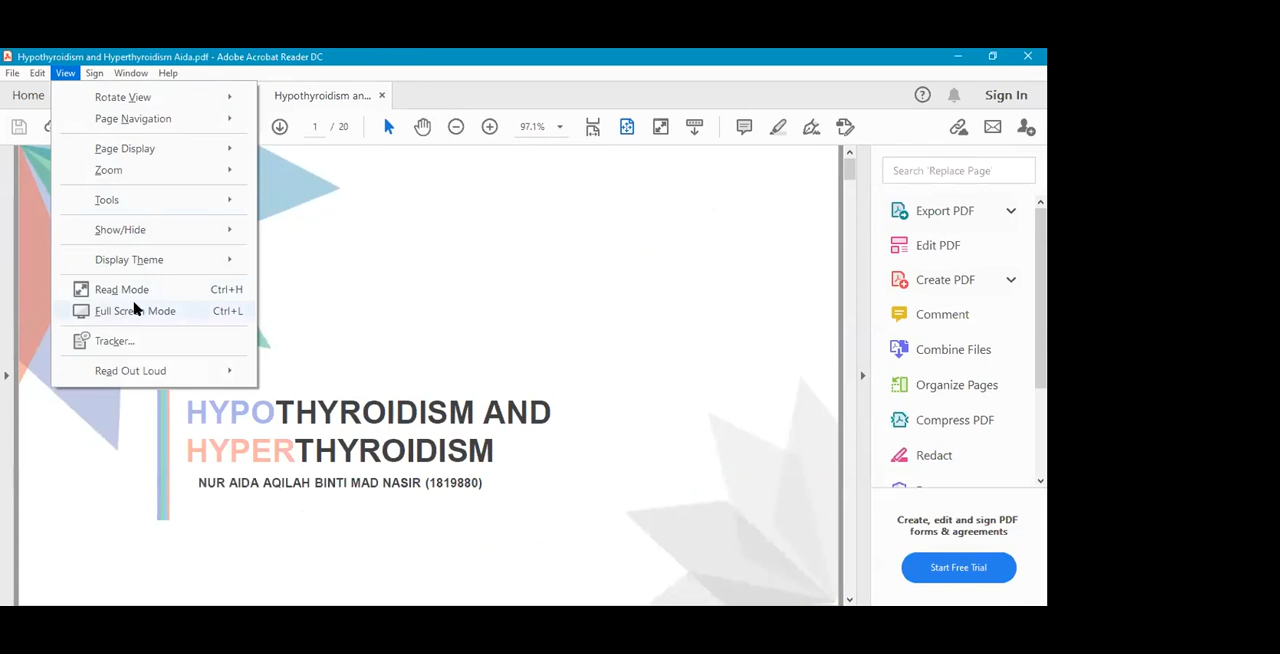 Hypothyroidism and Hyperthyroidism Aida.pdf - Adobe Acrobat Reader DC
File Edit View Sign Window Help
Home
Hypothyroidism an...
Sign In
1 / 20
97.1%
Rotate View
Page Navigation
Page Display
Zoom
Tools
Show/Hide
Display Theme
Read Mode Ctrl+H
Full Screen Mode Ctrl+L
Tracker...
Read Out Loud
HYPOTHYROIDISM AND
HYPERTHYROIDISM
NUR AIDA AQILAH BINTI MAD NASIR (1819880)
Search 'Replace Page'
Export PDF
Edit PDF
Create PDF
Comment
Combine Files
Organize Pages
Compress PDF
Redact
Create, edit and sign PDF
forms & agreements
Start Free Trial